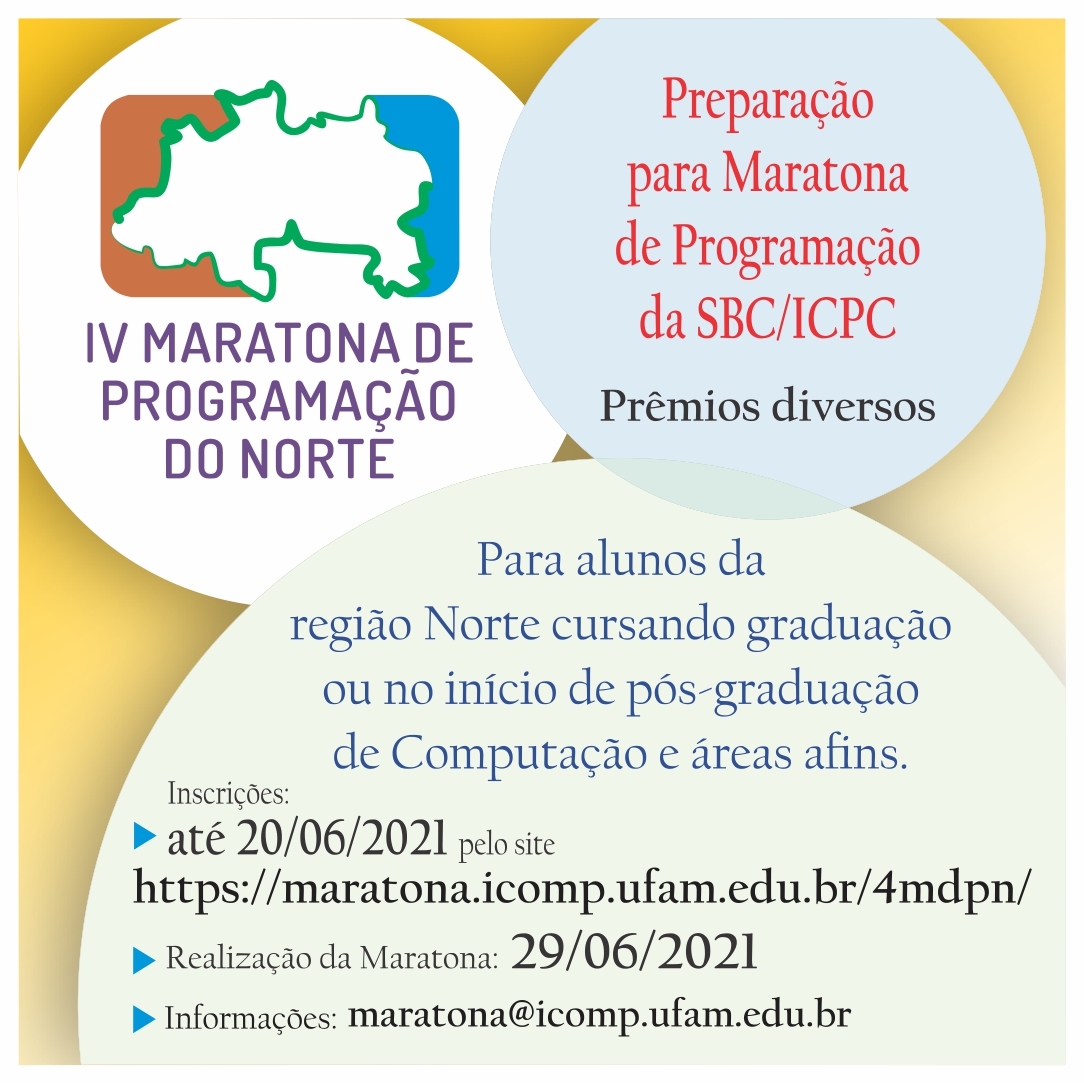 IV MARATONA DE
PROGRAMAÇÃO
DO NORTE
Preparação
para Maratona
de Programação
da SBC/ICPC
Prêmios diversos
Para alunos da
região Norte cursando graduação
ou no início de pós-graduação
de Computação e áreas afins.
Inscrições:
até 20/06/2021 pelo site
https://maratona.icomp.ufam.edu.br/4mdpn/
Realização da Maratona: 29/06/2021
Informações: maratona@icomp.ufam.edu.br